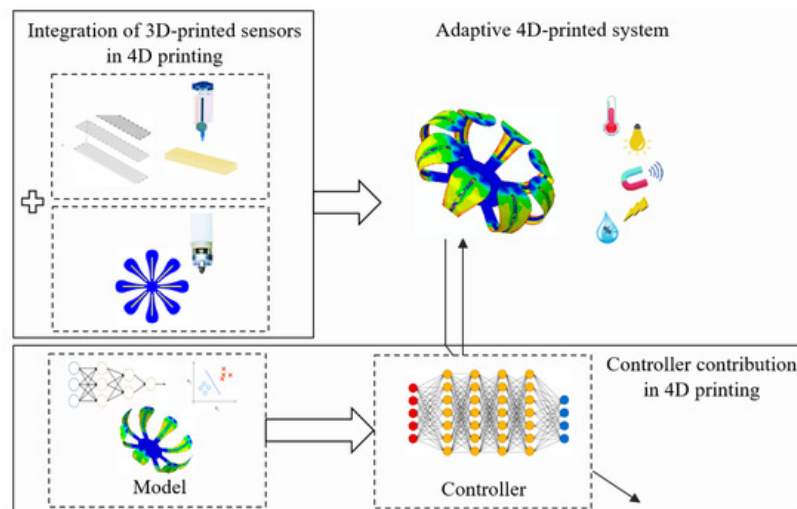 Integration of 3D-printed sensors
in 4D printing
Adaptive 4D-printed system
%
Controller contribution
in 4D printing
Model
Controller